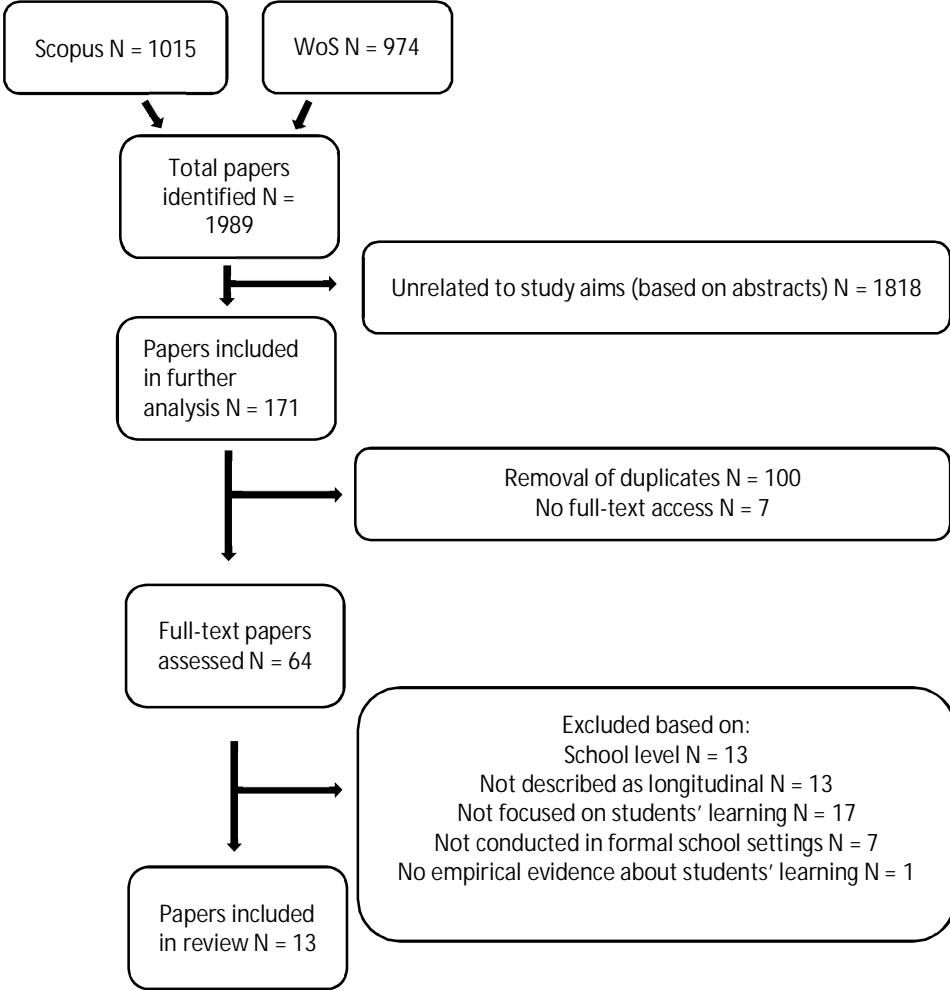 Scopus N = 1015
WoS N = 974
Total papers
identified N =
1989
Unrelated to study aims (based on abstracts) N = 1818
Papers included
in further
analysis N = 171
Removal of duplicates N = 100
No full-text access N = 7
Full-text papers
assessed N = 64
Excluded based on:
School level N = 13
Not described as longitudinal N = 13
Not focused on students’ learning N = 17
Not conducted in formal school settings N = 7
No empirical evidence about students’ learning N = 1
Papers included
in review N = 13